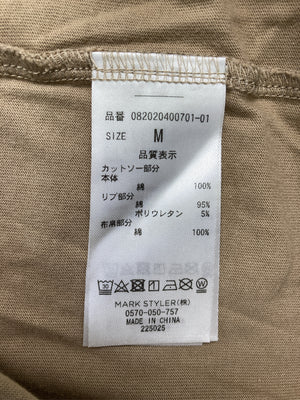 品番 082020400701-01
SIZE M
品質表示
カットソー部分
本体
綿 100%
リブ部分
綿 95%
ポリウレタン 5%
布帛部分
綿 100%
MARK STYLER(株)
0570-050-757
MADE IN CHINA
225025